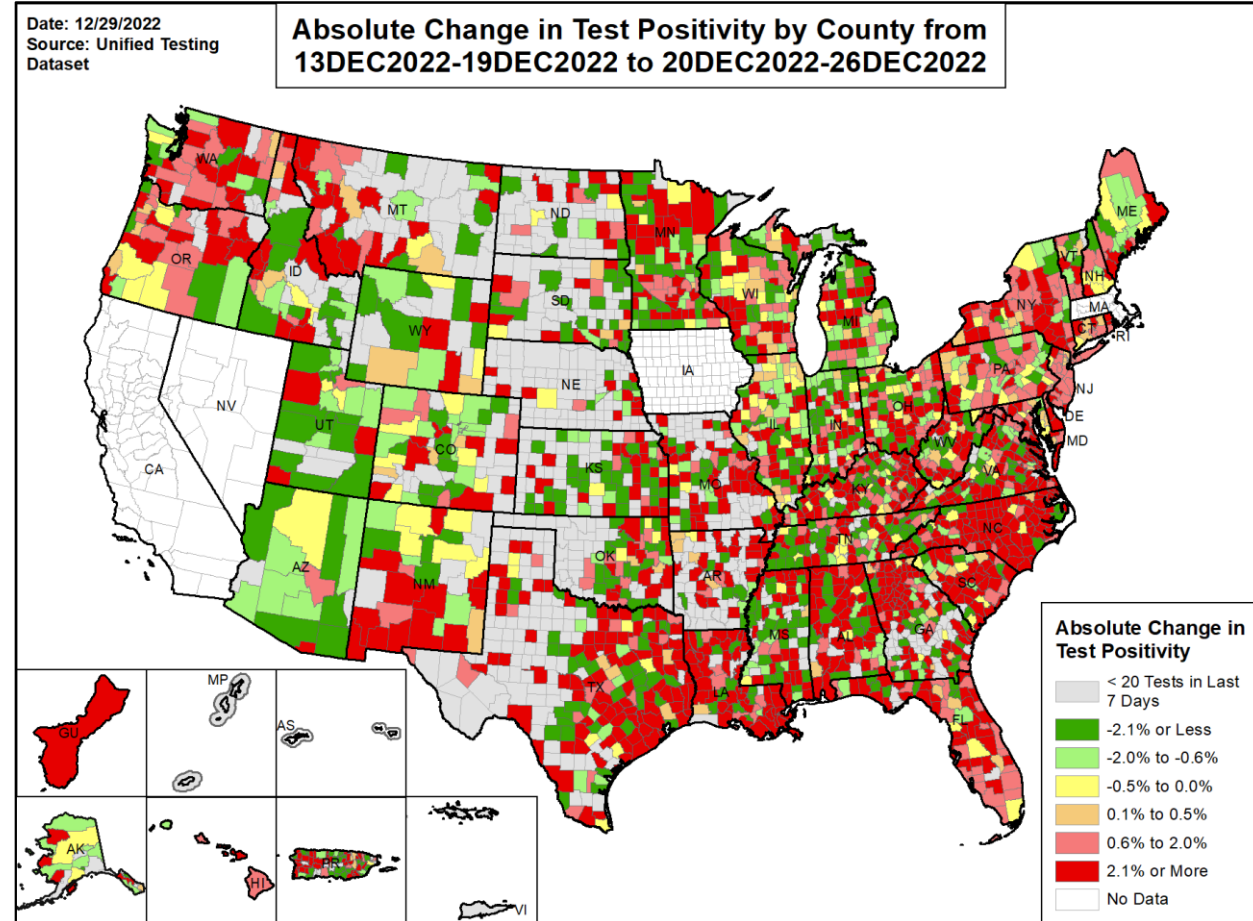 Date: 12/29/2022
Source: Unified Testing
Dataset
Absolute Change in Test Positivity by County from
13DEC2022-19DEC2022 to 20DEC2022-26DEC2022
WA
MT
ND
MN
ME
OR
ID
SD
WI
VT
NH
NY
MA
WY
MI
CT
RI
NE
IA
PA
NJ
NV
UT
CO
IL
IN
OH
DE
MD
WV
CA
KS
MO
KY
VA
AZ
NM
OK
AR
TN
NC
SC
MS
AL
GA
TX
LA
FL
MP
GU
AS
AK
HI
PR
VI
Absolute Change in
Test Positivity
< 20 Tests in Last
7 Days
-2.1% or Less
-2.0% to -0.6%
-0.5% to 0.0%
0.1% to 0.5%
0.6% to 2.0%
2.1% or More
No Data